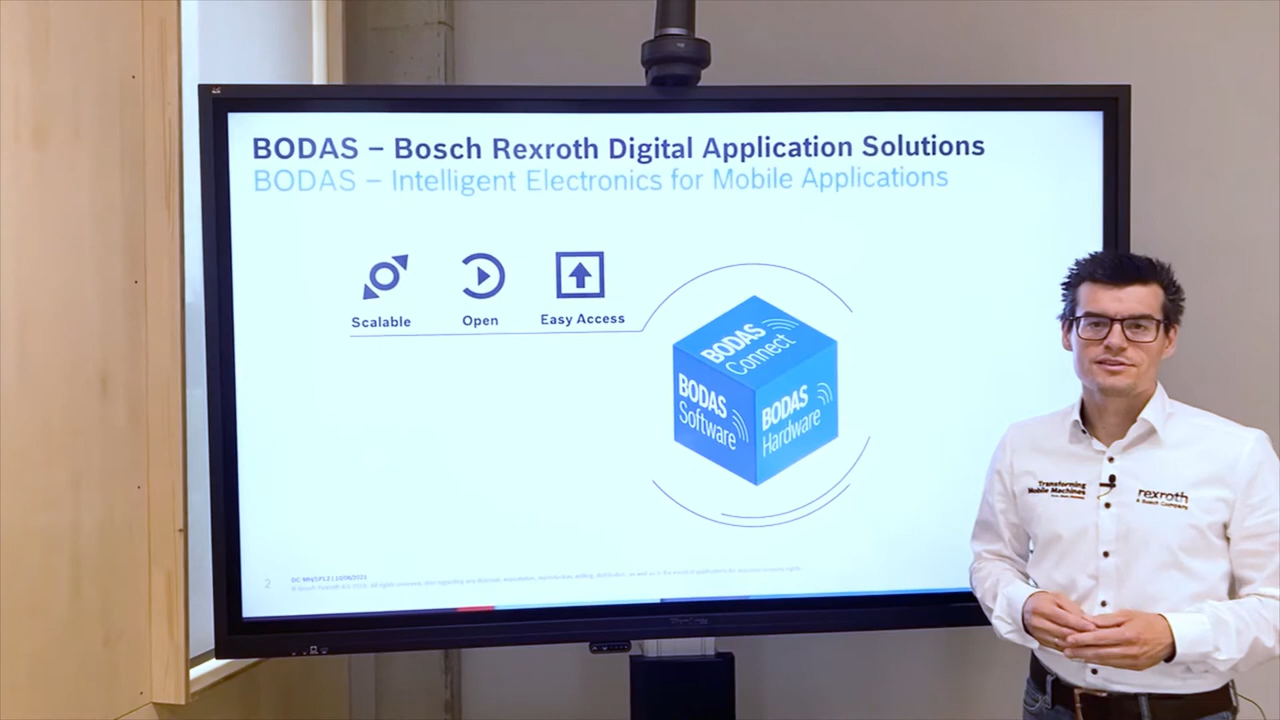 BODAS – Bosch Rexroth Digital Application Solutions
BODAS – Intelligent Electronics for Mobile Applications
Scalable
Open
Easy Access
BODAS
Connect
BODAS
Software
BODAS
Hardware
Transforming
Mobile Machines
rexroth
A Bosch Company
2